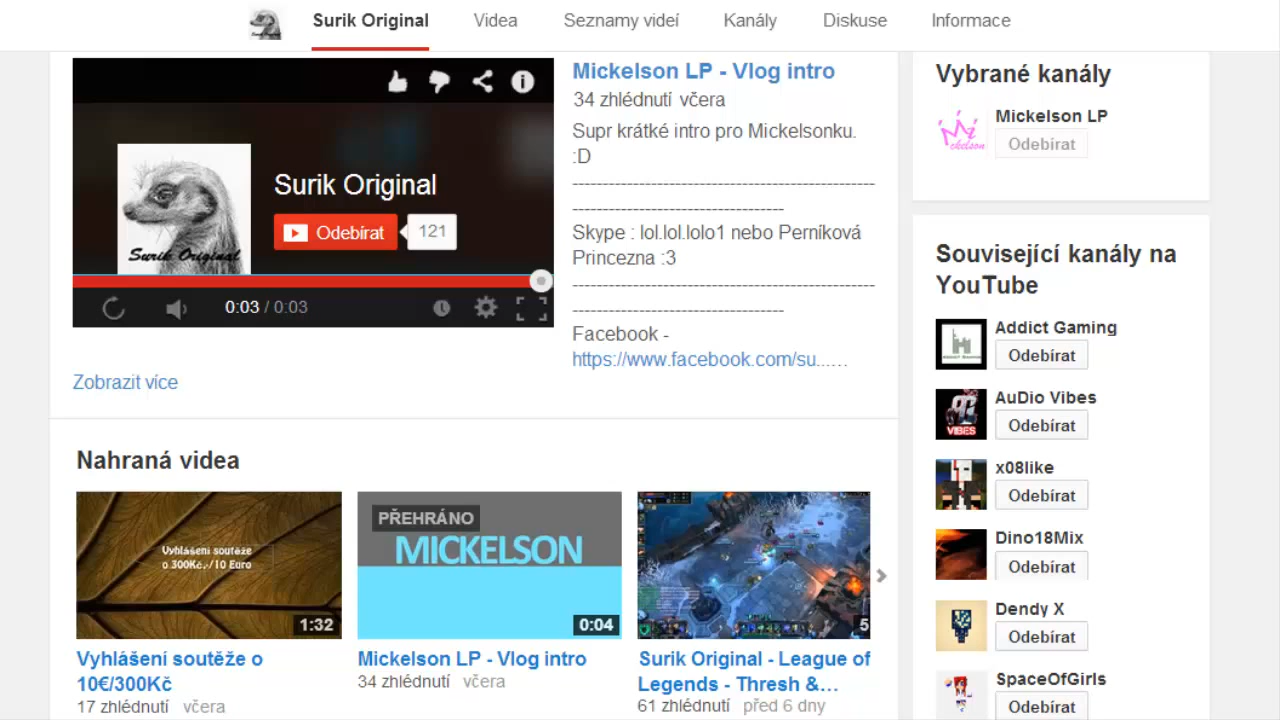 Surik Original
Videa
Seznamy videí
Kanály
Diskuse
Informace
Surik Original
Odebírat
121
Surik Original
0:03 / 0:03
Mickelson LP - Vlog intro
34 zhlédnutí včera
Supr krátké intro pro Mickelsonku.
:D
--------------------------------------------------
-----------------------------------
Skype : lol.lol.lolo1 nebo Perníková
Princezna :3
--------------------------------------------------
-----------------------------------
Facebook -
https://www.facebook.com/su...…
Zobrazit více
Nahraná videa
Vyhlášení soutěže
o 300Kč./10 Euro
1:32
Vyhlášení soutěže o
10€/300Kč
17 zhlédnutí včera
PŘEHRÁNO
MICKELSON
0:04
Mickelson LP - Vlog intro
34 zhlédnutí včera
5
Surik Original - League of
Legends - Thresh &…
61 zhlédnutí před 6 dny
Vybrané kanály
Mickelson
Mickelson LP
Odebírat
Související kanály na
YouTube
Addict Gaming
Odebírat
VIBES
AuDio Vibes
Odebírat
x08like
Odebírat
Dino18Mix
Odebírat
Dendy X
Odebírat
SpaceOfGirls
Odebírat